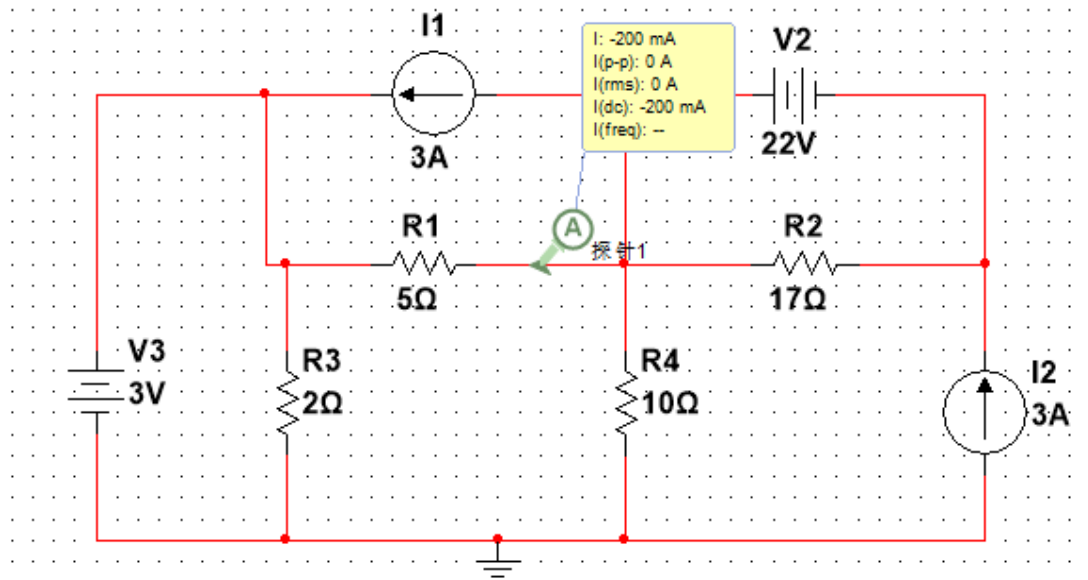 I1
3A
I: -200 mA
I(p-p): 0 A
I(rms): 0 A
I(dc): -200 mA
I(freq): --
V2
22V
R1
5Ω
A
探针1
R2
17Ω
V3
3V
R3
2Ω
R4
10Ω
I2
3A